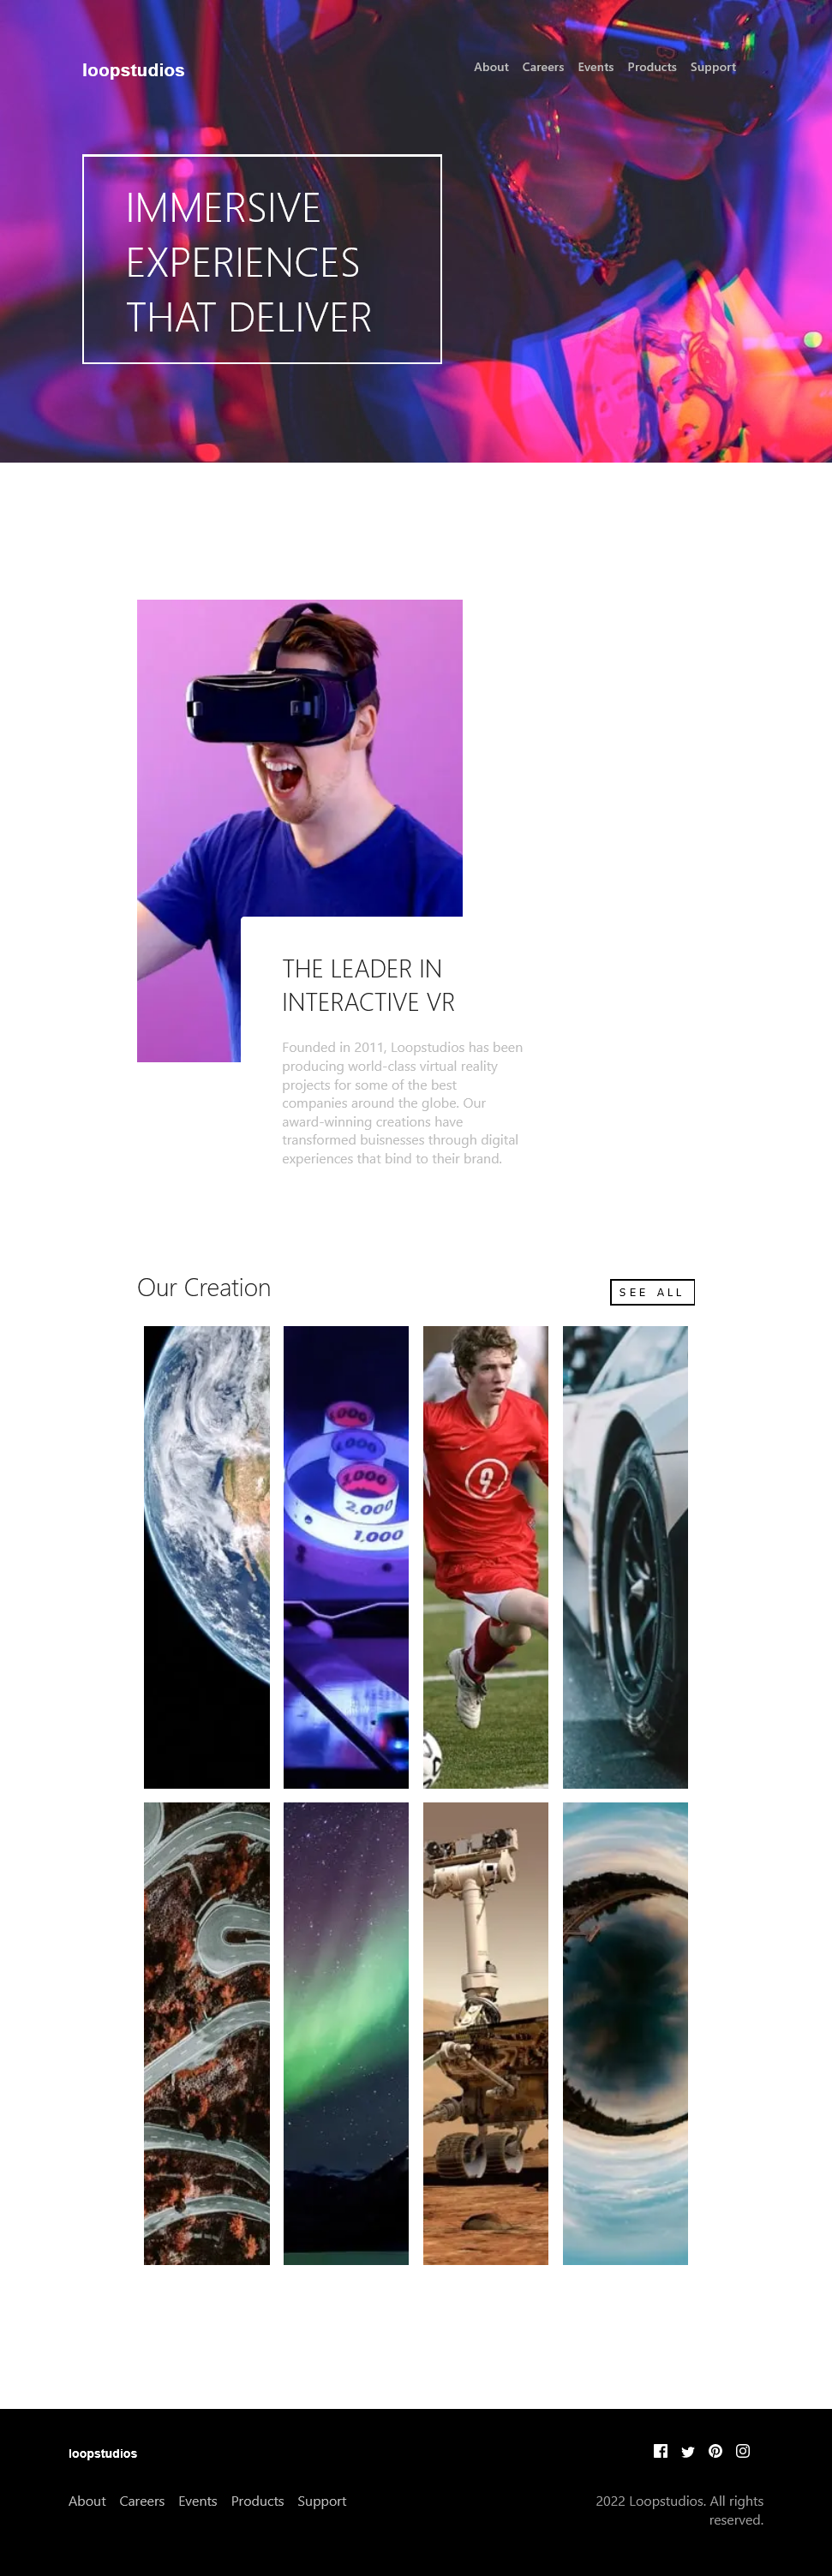 loopstudios
About Careers Events Products Support
IMMERSIVE
EXPERIENCES
THAT DELIVER
THE LEADER IN
INTERACTIVE VR
Founded in 2011, Loopstudios has been
producing world-class virtual reality
projects for some of the best
companies around the globe. Our
award-winning creations have
transformed buisnesses through digital
experiences that bind to their brand.
Our Creation
SEE ALL
1,000
2,000
1,000
9
loopstudios
About Careers Events Products Support
2022 Loopstudios. All rights
reserved.